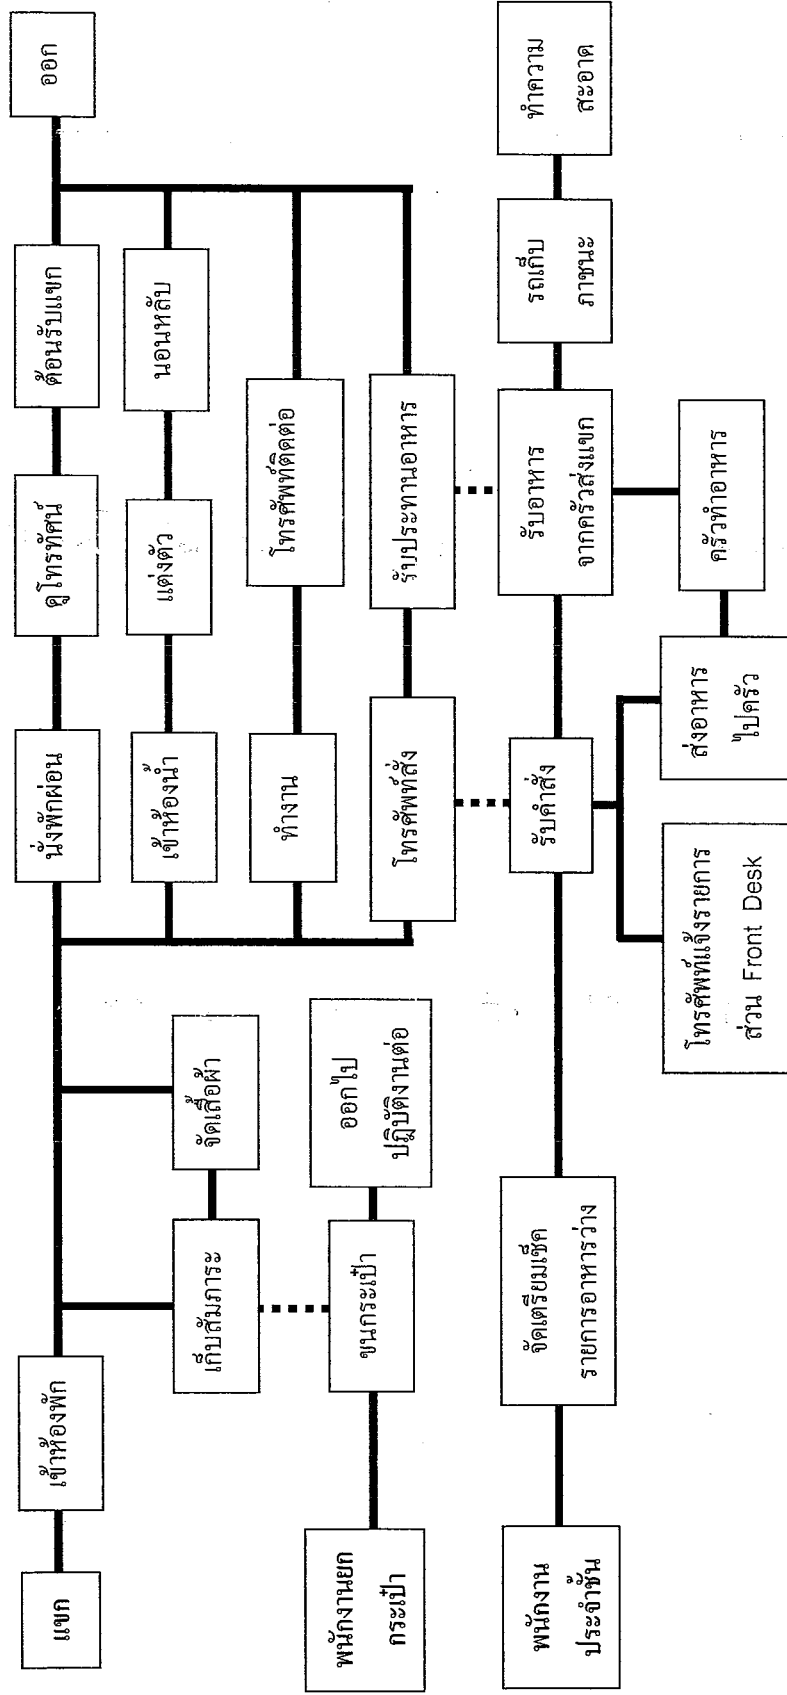 แขก
เข้าห้องพัก
นั่งพักผ่อน
ดูโทรทัศน์
ต้อนรับแขก
ออก
เข้าห้องน้ำ
แต่งตัว
นอนหลับ
เก็บสัมภาระ
จัดเสื้อผ้า
ทำงาน
โทรศัพท์ติดต่อ
พนักงานยก
กระเป๋า
ขนกระเป๋า
ออกไป
ปฏิบัติงานต่อ
โทรศัพท์สั่ง
รับประทานอาหาร
พนักงาน
ประจำชั้น
จัดเตรียมเช็ค
รายการอาหารว่าง
รับคำสั่ง
รับอาหาร
จากครัวส่งแขก
รถเก็บ
ภาชนะ
ทำความ
สะอาด
โทรศัพท์แจ้งรายการ
ส่วน Front Desk
ส่งอาหาร
ไปครัว
ครัวทำอาหาร